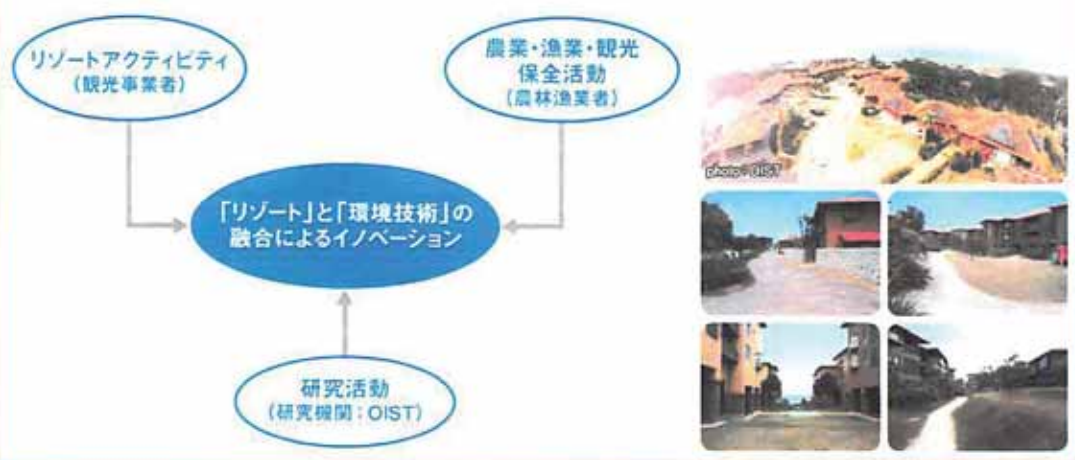 リゾートアクティビティ
(観光事業者)
農業・漁業・観光
保全活動
(農林漁業者)
「リゾート」と「環境技術」の
融合によるイノベーション
研究活動
(研究機関：OIST)
photo：OIST